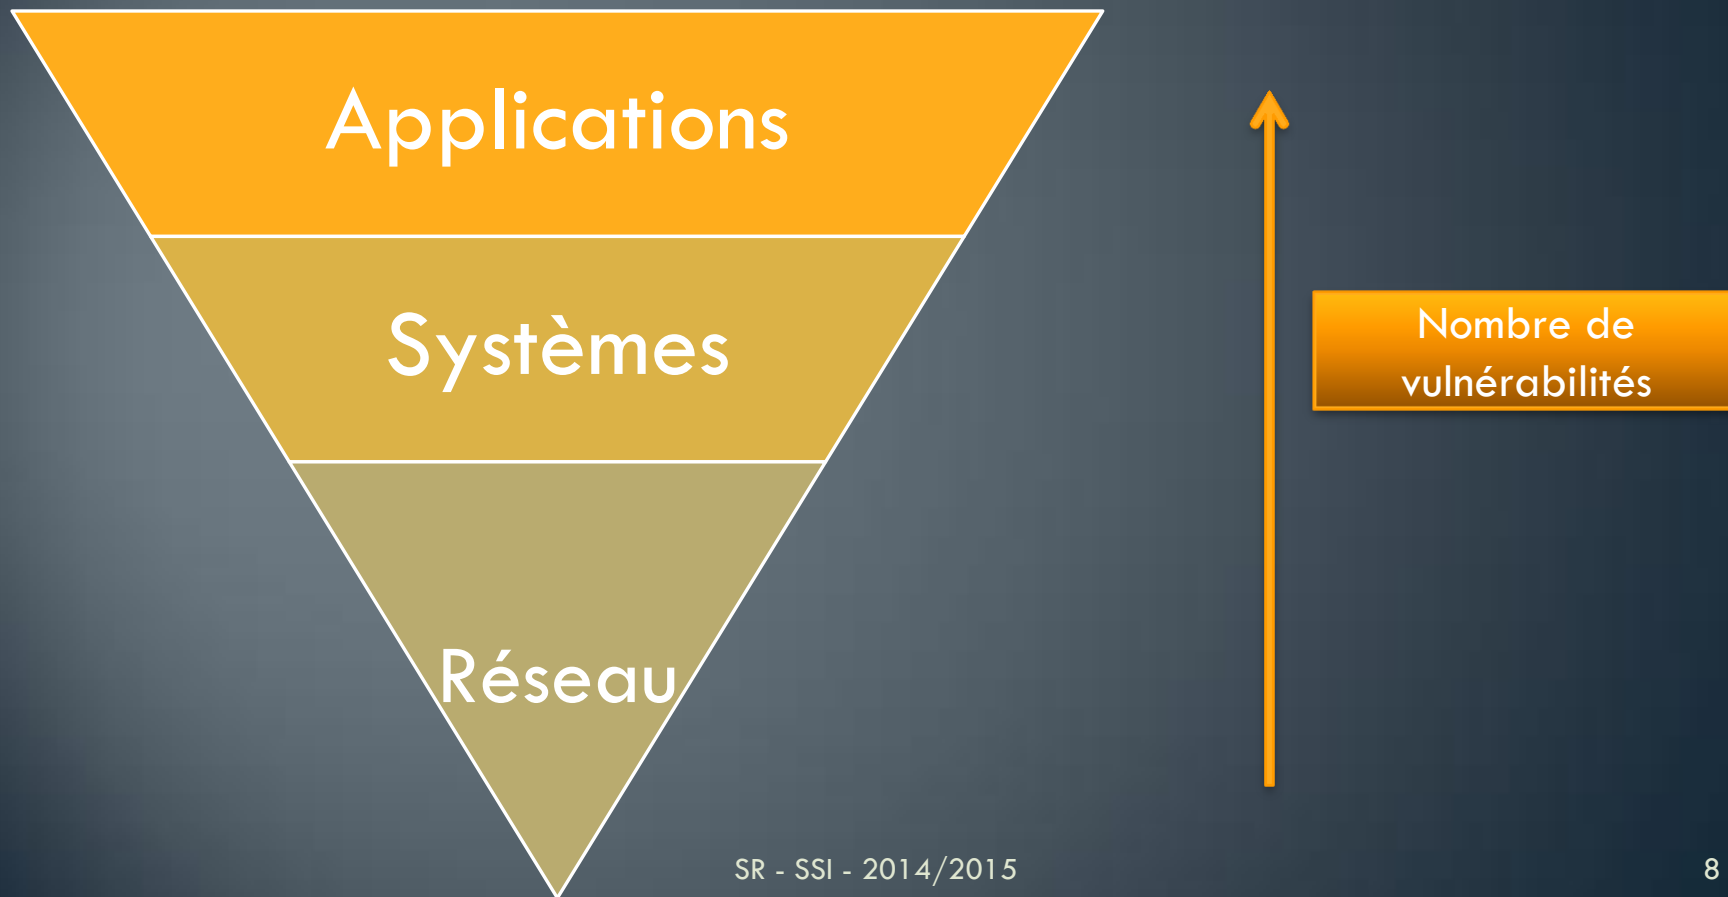 Applications
Systèmes
Réseau
Nombre de
vulnérabilités
SR - SSI - 2014/2015
8